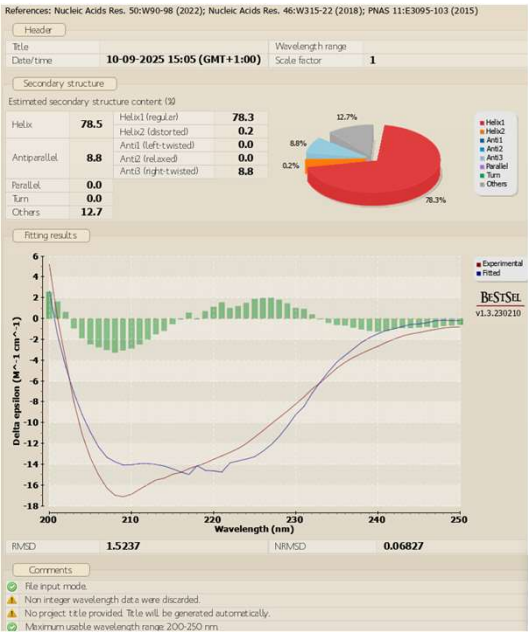 References: Nucleic Acids Res. 50:W90-98 (2022); Nucleic Acids Res. 46:W315-22 (2018); PNAS 11:E3095-103 (2015)
Header
Title
Wavelength range
Date/time 10-09-2025 15:05 (GMT+1:00) Scale factor 1
Secondary structure
Estimated secondary structure content (%)
Helix 78.5
Helix1 (regular) 78.3
Helix2 (distorted) 0.2
Antiparallel 8.8
Anti1 (left-twisted) 0.0
Anti2 (relaxed) 0.0
Anti3 (right-twisted) 8.8
Parallel 0.0
Turn 0.0
Others 12.7
12.7%
8.8%
0.2%
78.3%
Helix1
Helix2
Anti1
Anti2
Anti3
Parallel
Turn
Others
Fitting results
Delta epsilon (M^-1 cm^-1)
6
4
2
0
-2
-4
-6
-8
-10
-12
-14
-16
-18
200 210 220 230 240 250
Wavelength (nm)
Experimental
Fitted
BESTSEL
v1.3.230210
RMSD 1.5237 NRMSD 0.06827
Comments
File input mode.
Non integer wavelength data were discarded.
No project title provided. Title will be generated automatically.
Maximum usable wavelength range 200-250 nm.